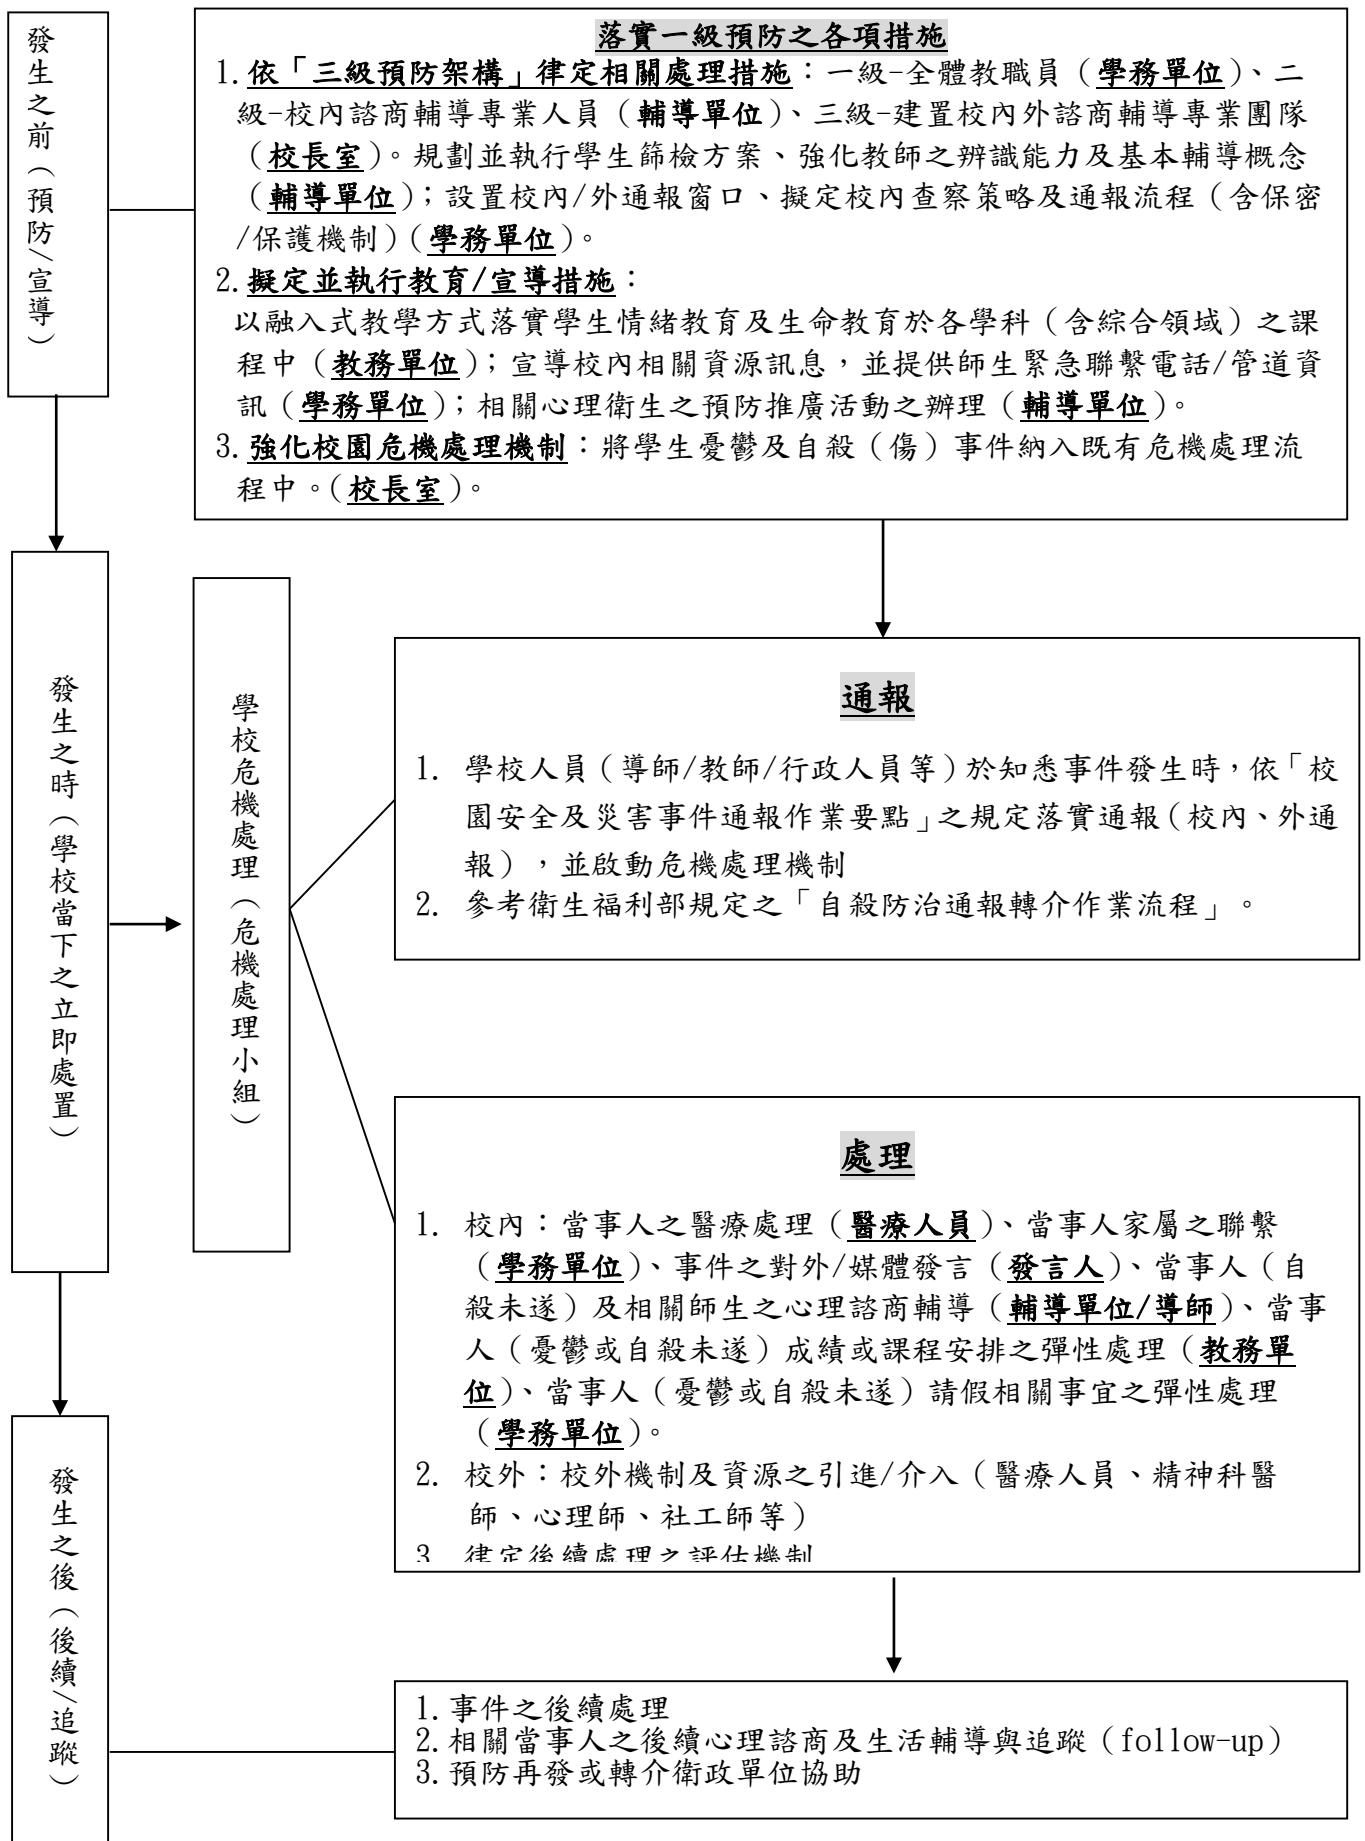 發生之前（預防/宣導）
落實一級預防之各項措施
1.依「三級預防架構」律定相關處理措施：一級-全體教職員（學務單位）、二
級-校內諮商輔導專業人員（輔導單位）、三級-建置校內外諮商輔導專業團隊
（校長室）。規劃並執行學生篩檢方案、強化教師之辨識能力及基本輔導概念
（輔導單位）；設置校內/外通報窗口、擬定校內查察策略及通報流程（含保密
/保護機制）（學務單位）。
2.擬定並執行教育/宣導措施：
以融入式教學方式落實學生情緒教育及生命教育於各學科（含綜合領域）之課
程中（教務單位）；宣導校內相關資源訊息，並提供師生緊急聯繫電話/管道資
訊（學務單位）；相關心理衛生之預防推廣活動之辦理（輔導單位）。
3.強化校園危機處理機制：將學生憂鬱及自殺（傷）事件納入既有危機處理流
程中。（校長室）。
發生之時（學校當下之立即處置）
學校危機處理（危機處理小組）
通報
1. 學校人員（導師/教師/行政人員等）於知悉事件發生時，依「校
園安全及災害事件通報作業要點」之規定落實通報（校內、外通
報），並啟動危機處理機制
2. 參考衛生福利部規定之「自殺防治通報轉介作業流程」。
處理
1. 校內：當事人之醫療處理（醫療人員）、當事人家屬之聯繫
（學務單位）、事件之對外/媒體發言（發言人）、當事人（自
殺未遂）及相關師生之心理諮商輔導（輔導單位/導師）、當事
人（憂鬱或自殺未遂）成績或課程安排之彈性處理（教務單
位）、當事人（憂鬱或自殺未遂）請假相關事宜之彈性處理
（學務單位）。
2. 校外：校外機制及資源之引進/介入（醫療人員、精神科醫
師、心理師、社工師等）
3. 律定後續處理之評估機制
發生之後（後續/追蹤）
1.事件之後續處理
2.相關當事人之後續心理諮商及生活輔導與追蹤（follow-up）
3.預防再發或轉介衛政單位協助